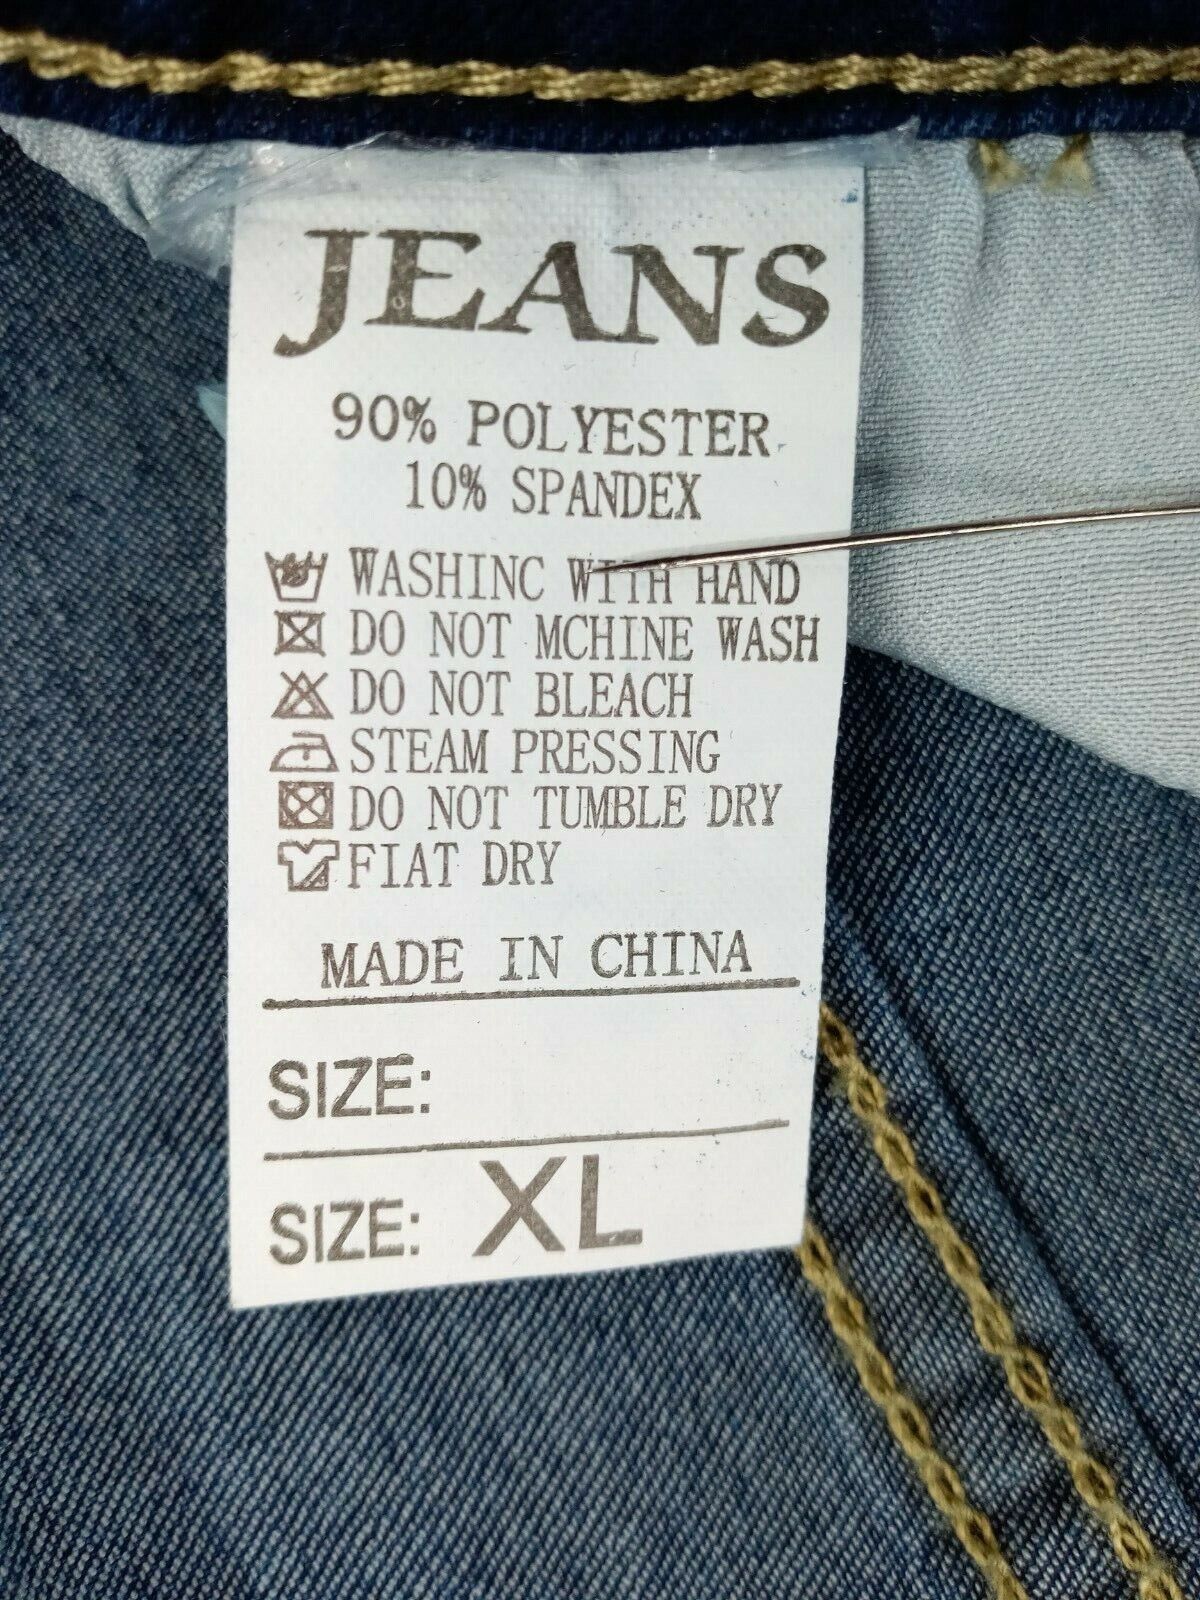 JEANS
90% POLYESTER
10% SPANDEX
WASHINC WITH HAND
DO NOT MCHINE WASH
DO NOT BLEACH
STEAM PRESSING
DO NOT TUMBLE DRY
FIAT DRY
MADE IN CHINA
SIZE:
SIZE: XL